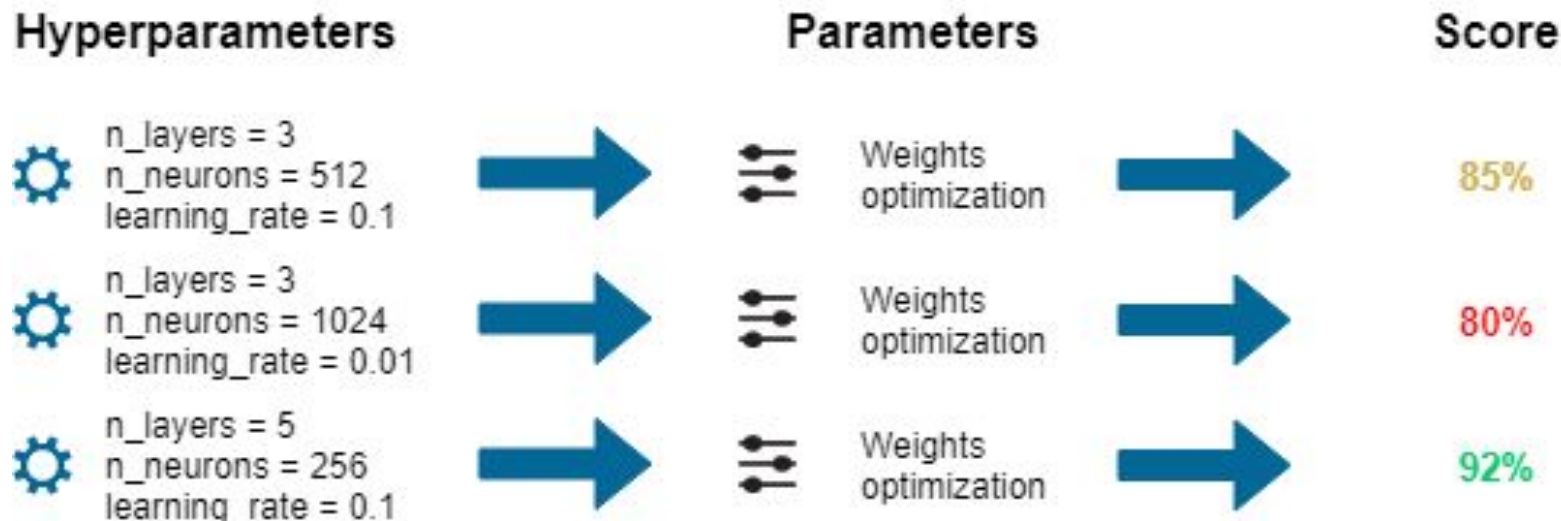 Hyperparameters Parameters Score
n_layers = 3
n_neurons = 512
learning_rate = 0.1
Weights
optimization
85%
n_layers = 3
n_neurons = 1024
learning_rate = 0.01
Weights
optimization
80%
n_layers = 5
n_neurons = 256
learning_rate = 0.1
Weights
optimization
92%